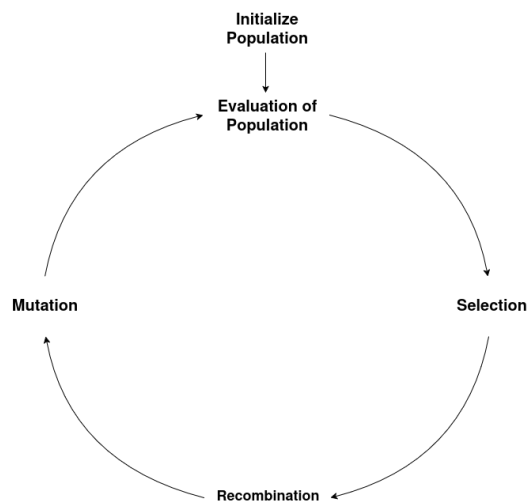 Initialize
Population
Evaluation of
Population
Mutation
Selection
Recombination